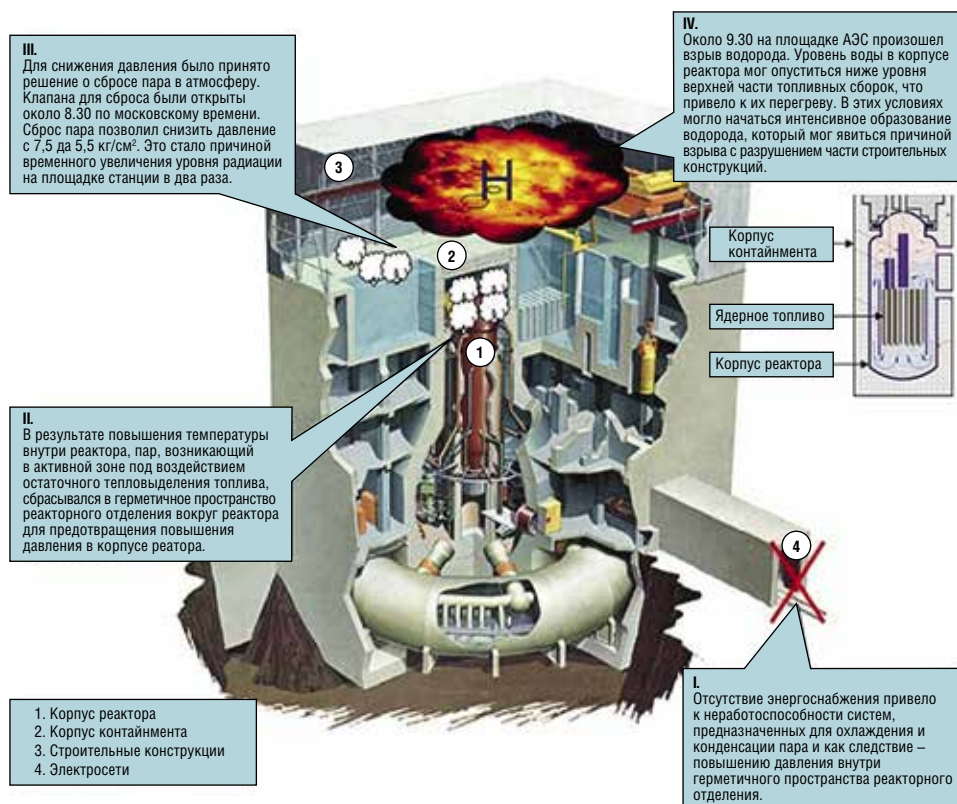 III.
Для снижения давления было принято
решение о сбросе пара в атмосферу.
Клапана для сброса были открыты
около 8.30 по московскому времени.
Сброс пара позволил снизить давление
с 7,5 да 5,5 кг/см². Это стало причиной
временного увеличения уровня радиации
на площадке станции в два раза.
IV.
Около 9.30 на площадке АЭС произошел
взрыв водорода. Уровень воды в корпусе
реактора мог опуститься ниже уровня
верхней части топливных сборок, что
привело к их перегреву. В этих условиях
могло начаться интенсивное образование
водорода, который мог явиться причиной
взрыва с разрушением части строительных
конструкций.
3
H
2
1
Корпус
контайнмента
Ядерное топливо
Корпус реактора
II.
В результате повышения температуры
внутри реактора, пар, возникающий
в активной зоне под воздействием
остаточного тепловыделения топлива,
сбрасывался в герметичное пространство
реакторного отделения вокруг реактора
для предотвращения повышения
давления в корпусе реатора.
4
1. Корпус реактора
2. Корпус контайнмента
3. Строительные конструкции
4. Электросети
I.
Отсутствие энергоснабжения привело
к неработоспособности систем,
предназначенных для охлаждения и
конденсации пара и как следствие –
повышению давления внутри
герметичного пространства реакторного
отделения.